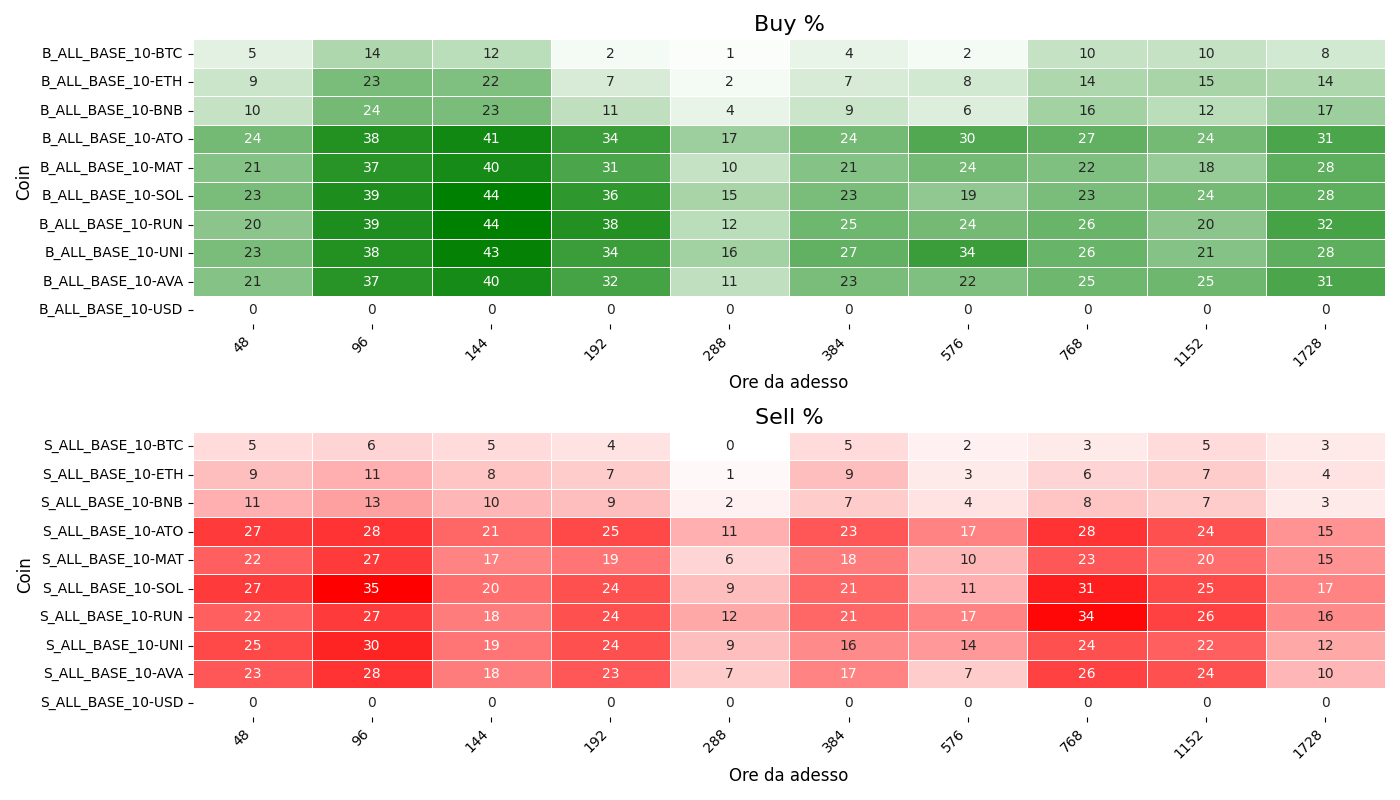 Buy %
Coin
B_ALL_BASE_10-BTC 5 14 12 2 1 4 2 10 10 8
B_ALL_BASE_10-ETH 9 23 22 7 2 7 8 14 15 14
B_ALL_BASE_10-BNB 10 24 23 11 4 9 6 16 12 17
B_ALL_BASE_10-ATO 24 38 41 34 17 24 30 27 24 31
B_ALL_BASE_10-MAT 21 37 40 31 10 21 24 22 18 28
B_ALL_BASE_10-SOL 23 39 44 36 15 23 19 23 24 28
B_ALL_BASE_10-RUN 20 39 44 38 12 25 24 26 20 32
B_ALL_BASE_10-UNI 23 38 43 34 16 27 34 26 21 28
B_ALL_BASE_10-AVA 21 37 40 32 11 23 22 25 25 31
B_ALL_BASE_10-USD 0 0 0 0 0 0 0 0 0 0
48 96 144 192 288 384 576 768 1152 1728
Ore da adesso
Sell %
Coin
S_ALL_BASE_10-BTC 5 6 5 4 0 5 2 3 5 3
S_ALL_BASE_10-ETH 9 11 8 7 1 9 3 6 7 4
S_ALL_BASE_10-BNB 11 13 10 9 2 7 4 8 7 3
S_ALL_BASE_10-ATO 27 28 21 25 11 23 17 28 24 15
S_ALL_BASE_10-MAT 22 27 17 19 6 18 10 23 20 15
S_ALL_BASE_10-SOL 27 35 20 24 9 21 11 31 25 17
S_ALL_BASE_10-RUN 22 27 18 24 12 21 17 34 26 16
S_ALL_BASE_10-UNI 25 30 19 24 9 16 14 24 22 12
S_ALL_BASE_10-AVA 23 28 18 23 7 17 7 26 24 10
S_ALL_BASE_10-USD 0 0 0 0 0 0 0 0 0 0
48 96 144 192 288 384 576 768 1152 1728
Ore da adesso